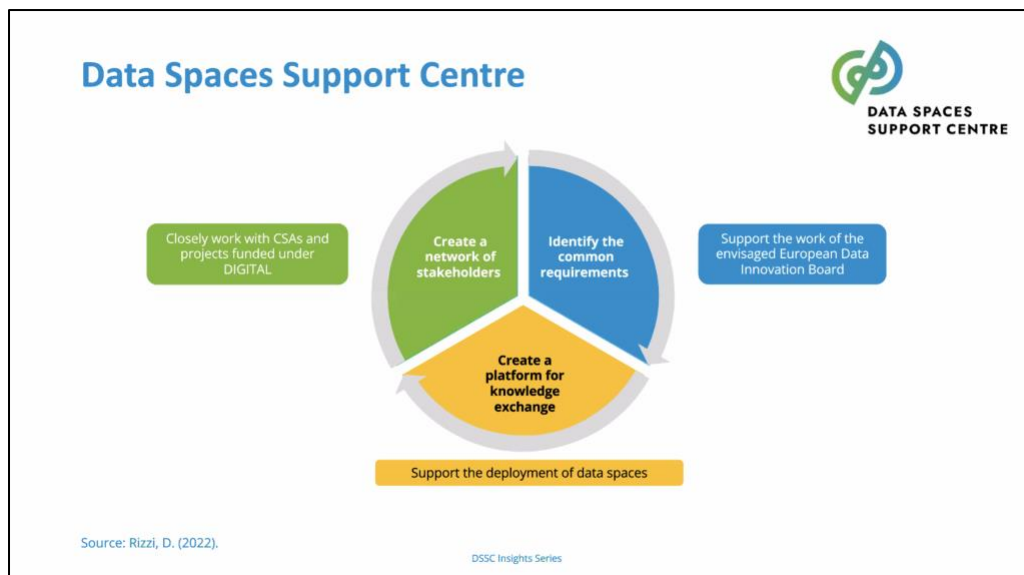 Data Spaces Support Centre
DATA SPACES
SUPPORT CENTRE
Closely work with CSAs and
projects funded under
DIGITAL
Create a
network of
stakeholders
Identify the
common
requirements
Support the work of the
envisaged European Data
Innovation Board
Create a
platform for
knowledge
exchange
Support the deployment of data spaces
Source: Rizzi, D. (2022).
DSSC Insights Series